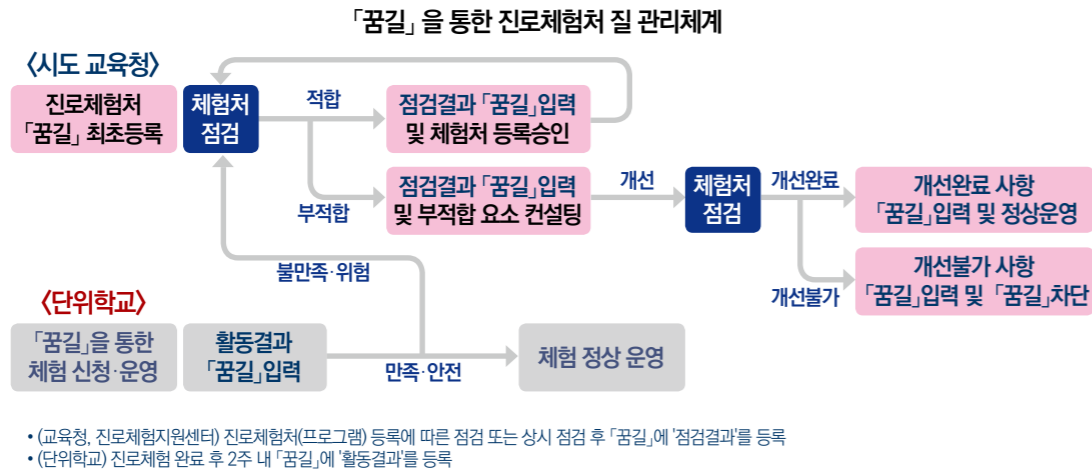 「꿈길」을 통한 진로체험처 질 관리체계
〈시도 교육청〉
진로체험처
「꿈길」 최초등록
체험처
점검
적합
점검결과 「꿈길」입력
및 체험처 등록승인
부적합
점검결과 「꿈길」입력
및 부적합 요소 컨설팅
개선
체험처
점검
개선완료
개선완료 사항
「꿈길」입력 및 정상운영
개선불가
개선불가 사항
「꿈길」입력 및 「꿈길」차단
불만족·위험
〈단위학교〉
「꿈길」을 통한
체험 신청·운영
활동결과
「꿈길」입력
만족·안전
체험 정상 운영
• (교육청, 진로체험지원센터) 진로체험처(프로그램) 등록에 따른 점검 또는 상시 점검 후 「꿈길」에 '점검결과'를 등록
• (단위학교) 진로체험 완료 후 2주 내 「꿈길」에 '활동결과'를 등록